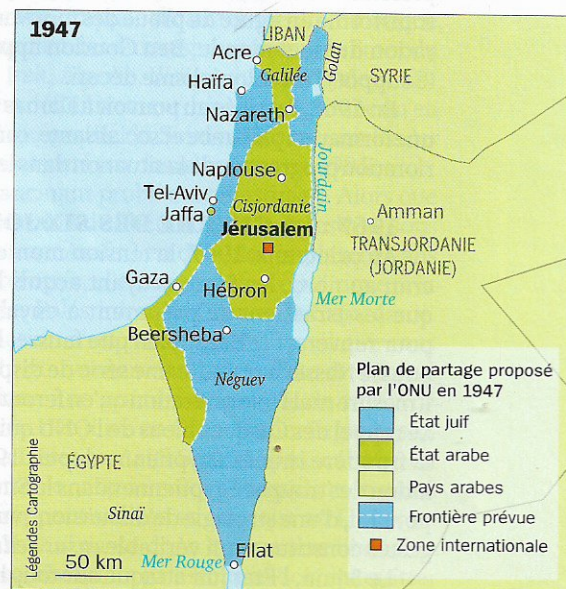 1947
LIBAN
Acre
Golan
Galilée
Haïfa
SYRIE
Nazareth
Jourdain
Naplouse
Tel-Aviv
Cisjordanie
Jaffa
Amman
Jérusalem
TRANSJORDANIE
(JORDANIE)
Gaza
Hébron
Mer Morte
Beersheba
Néguev
Plan de partage proposé
par l'ONU en 1947
État juif
État arabe
Pays arabes
Frontière prévue
Zone internationale
ÉGYPTE
Sinaï
Mer Rouge
Eilat
50 km
Légendes Cartographie